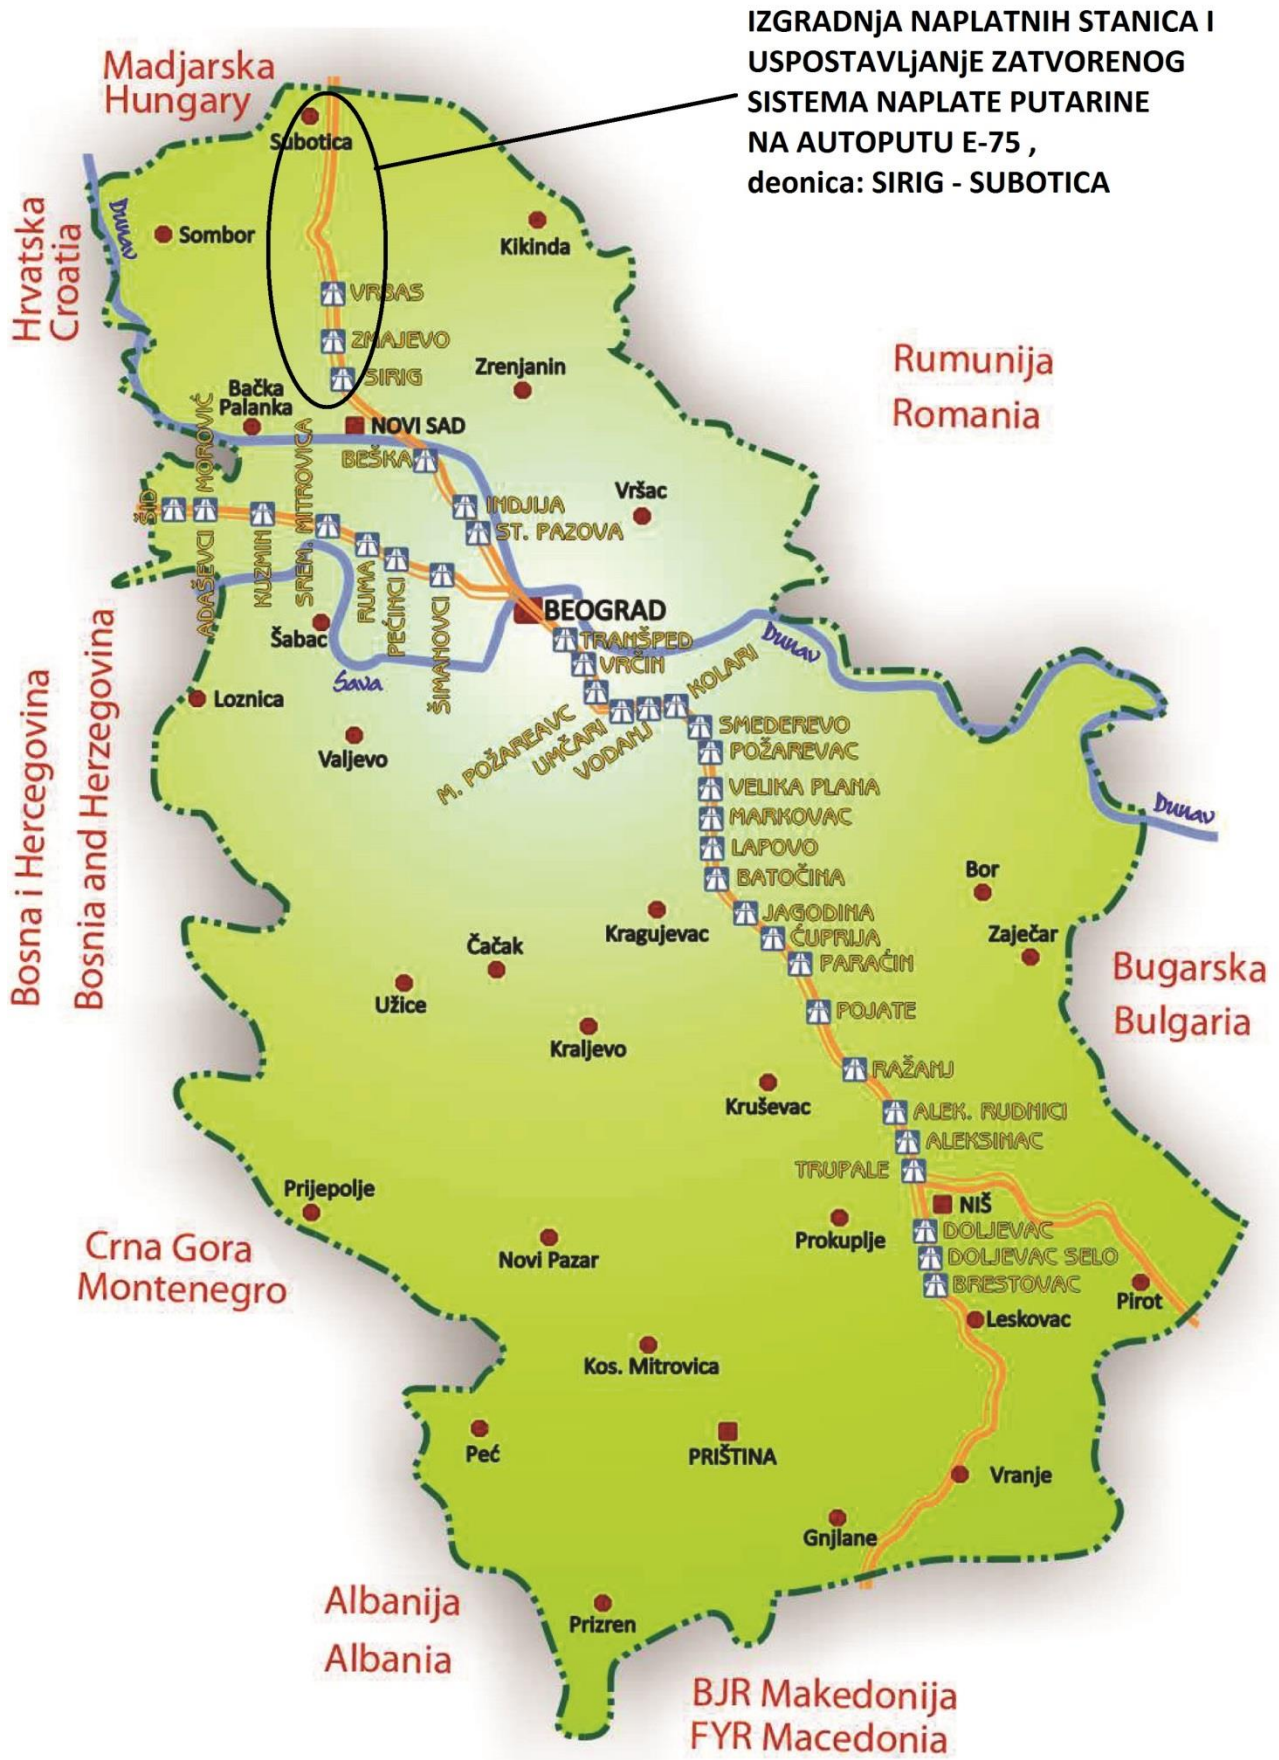 IZGRADNjA NAPLATNIH STANICA I
USPOSTAVLjANjE ZATVORENOG
SISTEMA NAPLATE PUTARINE
NA AUTOPUTU E-75 ,
deonica: SIRIG - SUBOTICA
Madjarska
Hungary
Subotica
Hrvatska
Croatia
Dunav
Sombor
Kikinda
VRBAS
ZMAJEVO
SIRIG
Zrenjanin
Rumunija
Romania
Bačka
Palanka
NOVI SAD
BEŠKA
INDJIJA
ST. PAZOVA
Vršac
ŠID
ADAŠEVCI
MOROVIĆ
KUZMIN
SREM. MITROVICA
RUMA
PEĆINCI
ŠIMANOVCI
BEOGRAD
Šabac
Sava
Loznica
Valjevo
TRANŠPED
VRČIN
M. POŽAREAVC
UMČARI
VODANJ
KOLARI
Dunav
SMEDEREVO
POŽAREVAC
VELIKA PLANA
MARKOVAC
LAPOVO
BATOČINA
Dunav
Bosna i Hercegovina
Bosnia and Herzegovina
Bor
JAGODINA
Kragujevac
ĆUPRIJA
Zaječar
Čačak
PARAĆIN
Užice
Bugarska
Bulgaria
POJATE
Kraljevo
RAŽANJ
Kruševac
ALEK. RUDNICI
ALEKSINAC
TRUPALE
Prijepolje
NIŠ
Crna Gora
Montenegro
Novi Pazar
Prokuplje
DOLJEVAC
DOLJEVAC SELO
BRESTOVAC
Pirot
Leskovac
Kos. Mitrovica
Peć
PRIŠTINA
Vranje
Gnjlane
Albanija
Albania
Prizren
BJR Makedonija
FYR Macedonia